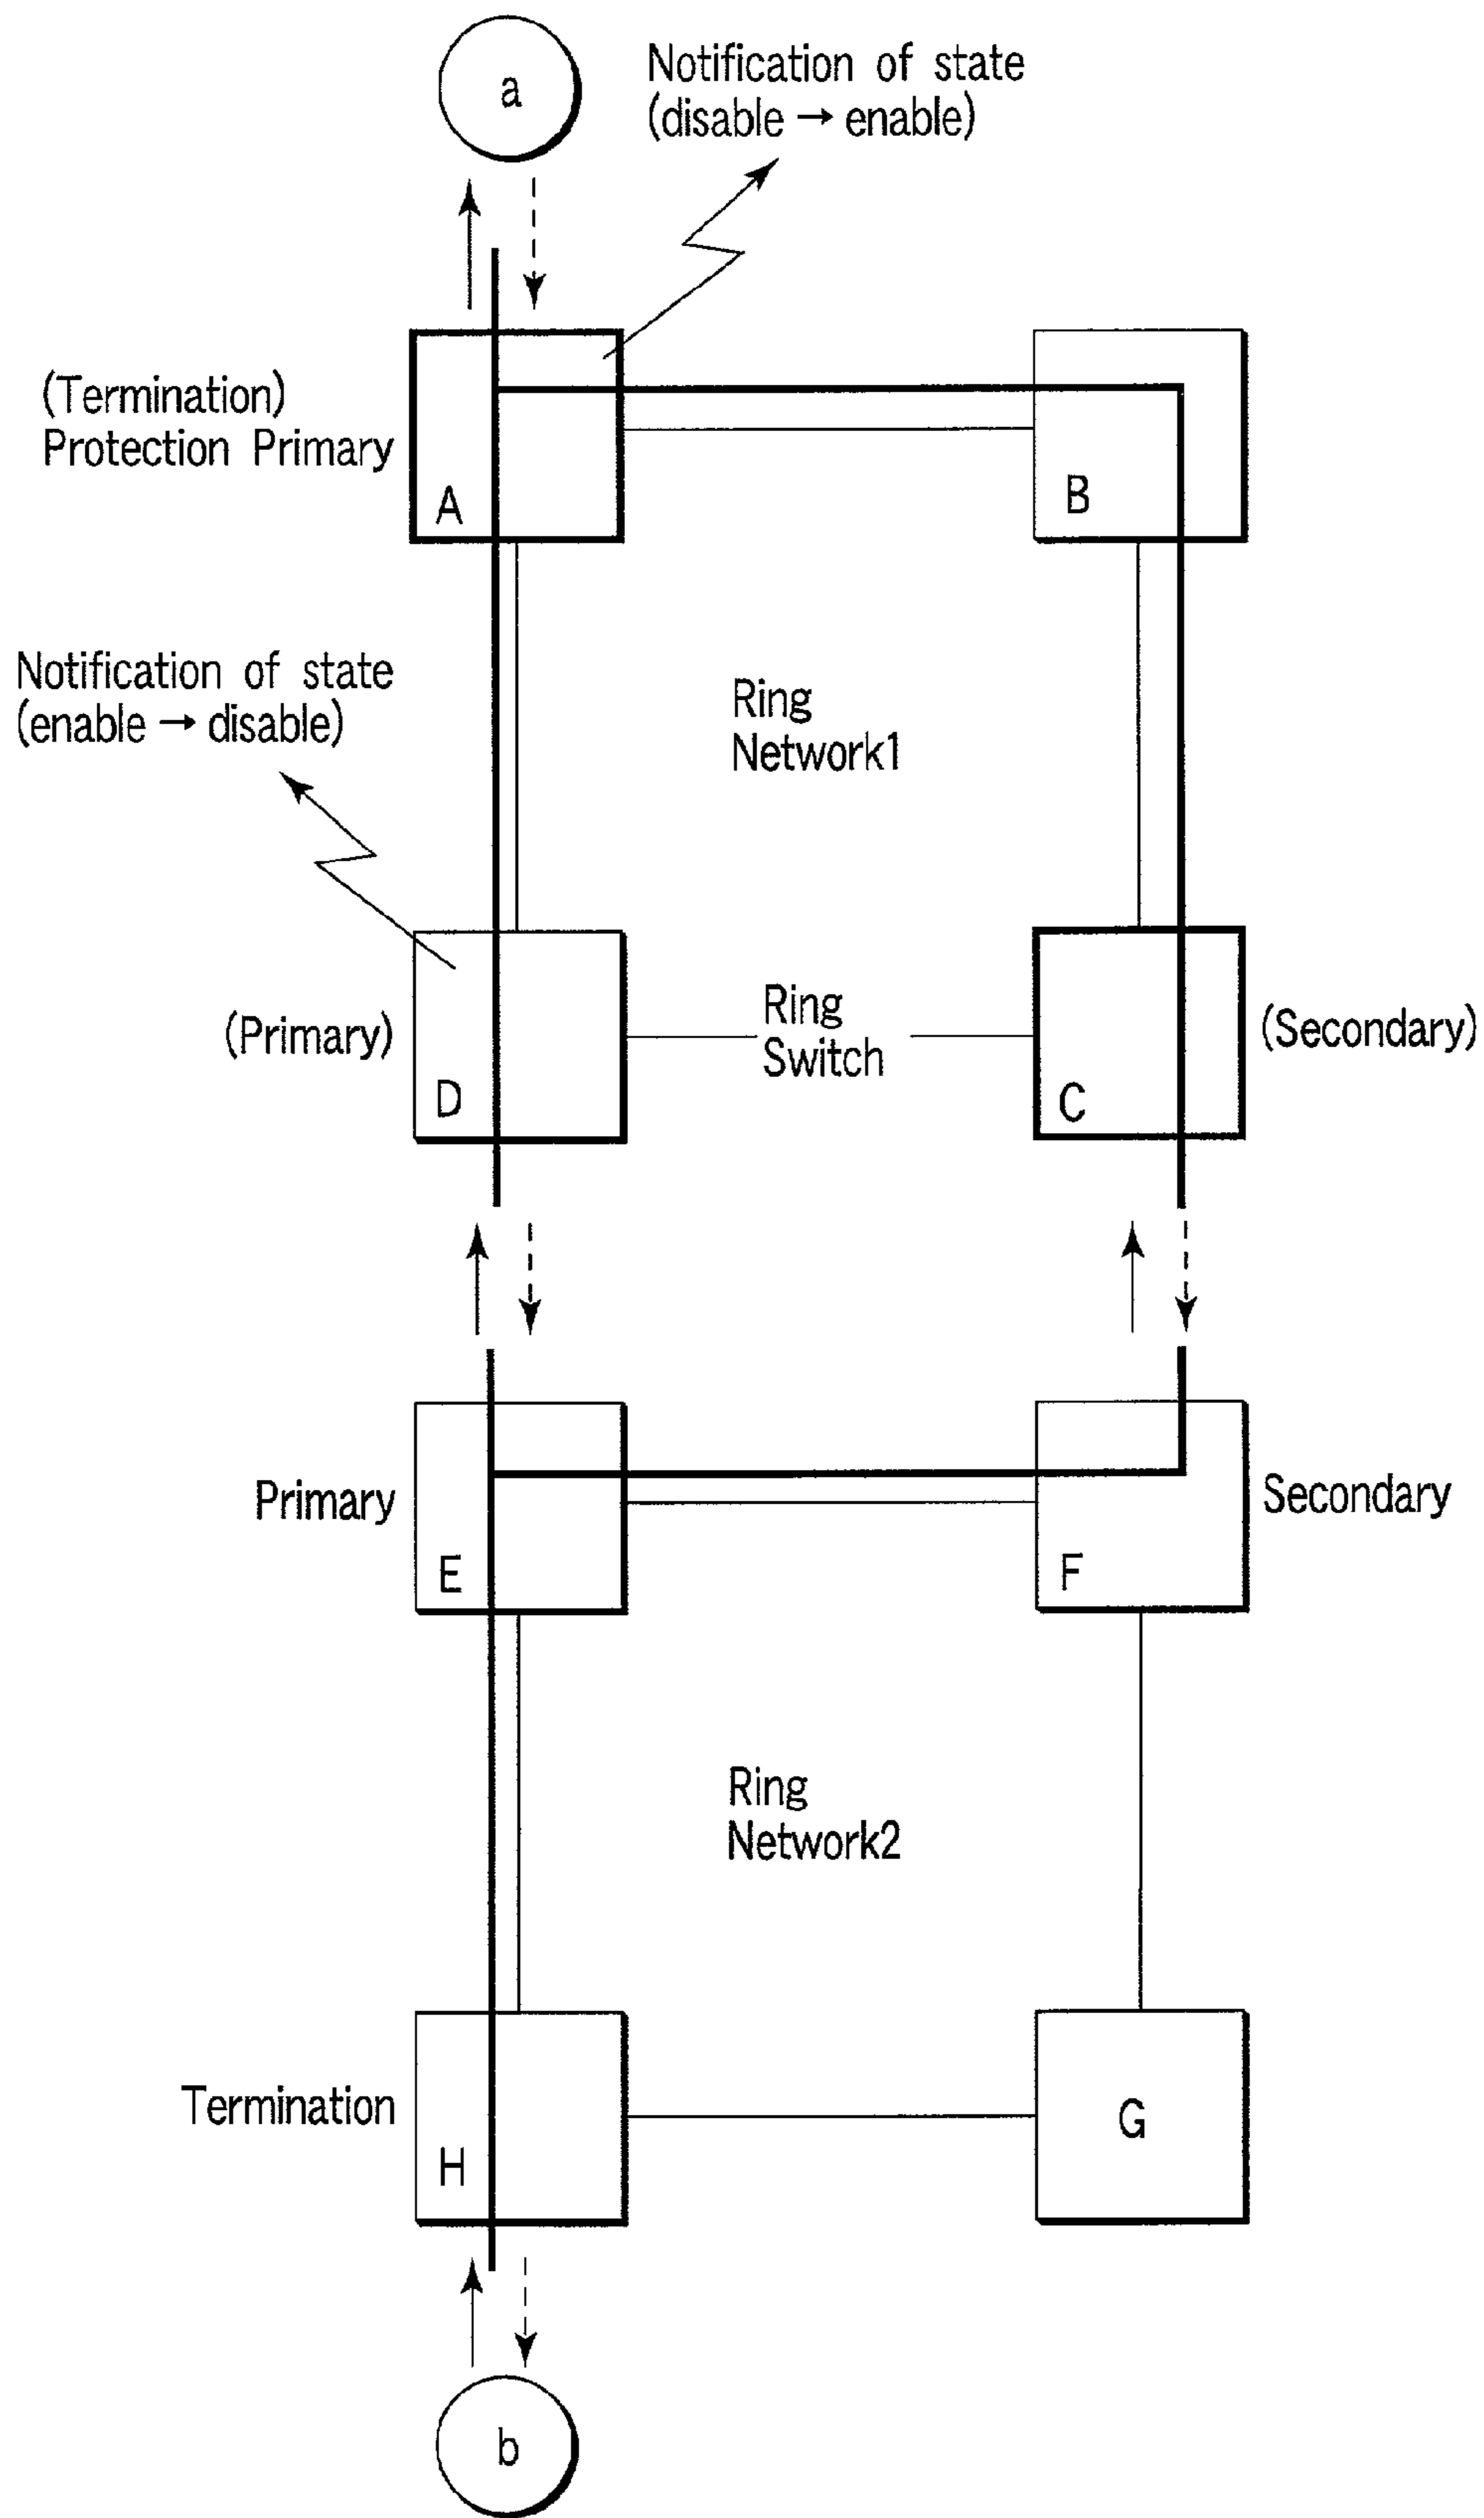 a
Notification of state
(disable → enable)
(Termination)
Protection Primary
A
B
Notification of state
(enable → disable)
Ring
Network1
(Primary)
D
Ring
Switch
C
(Secondary)
Primary
E
F
Secondary
Ring
Network2
Termination
H
G
b